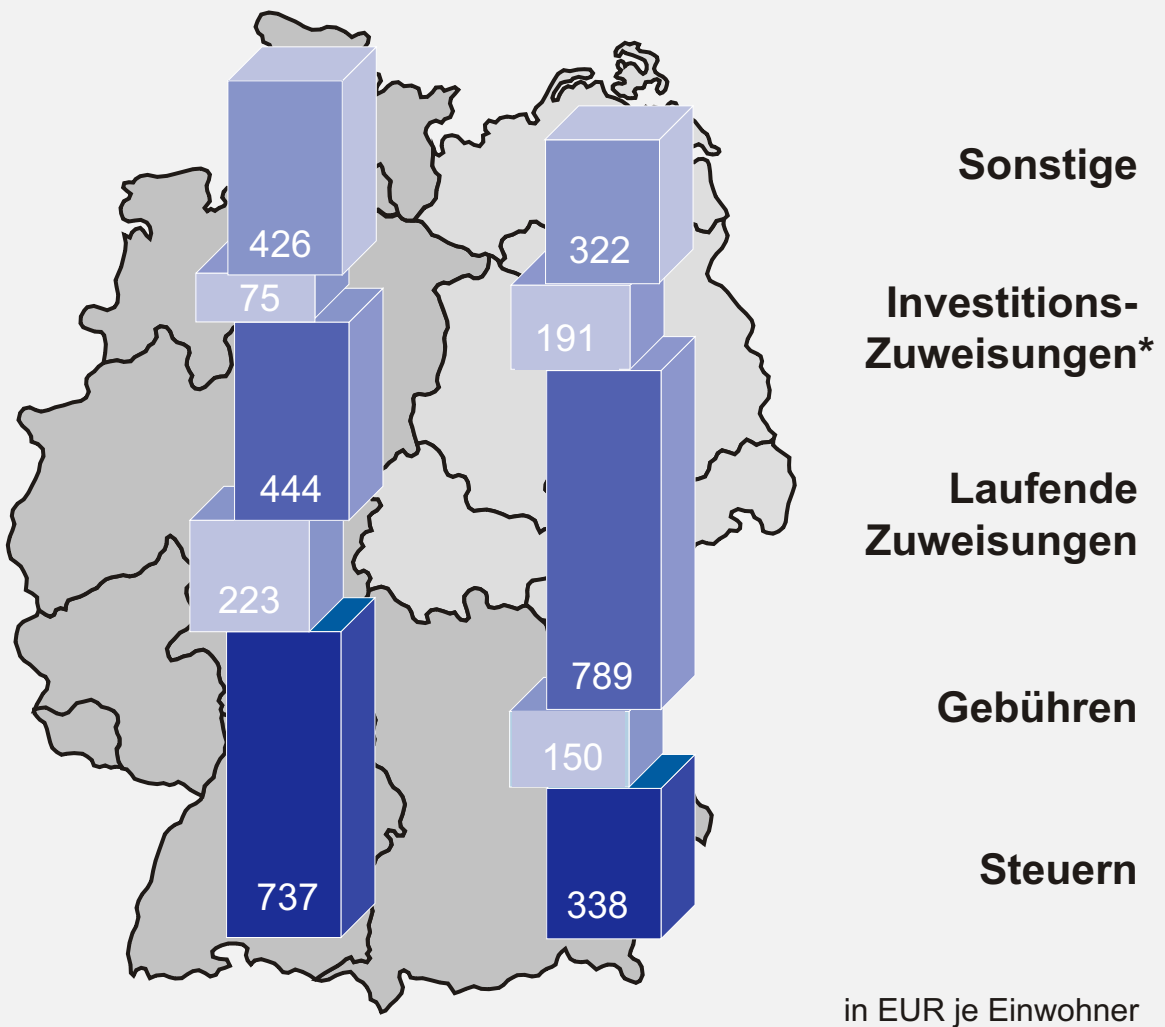 Sonstige
426
322
75
Investitions-
Zuweisungen*
191
444
Laufende
Zuweisungen
223
789
Gebühren
150
Steuern
737
338
in EUR je Einwohner